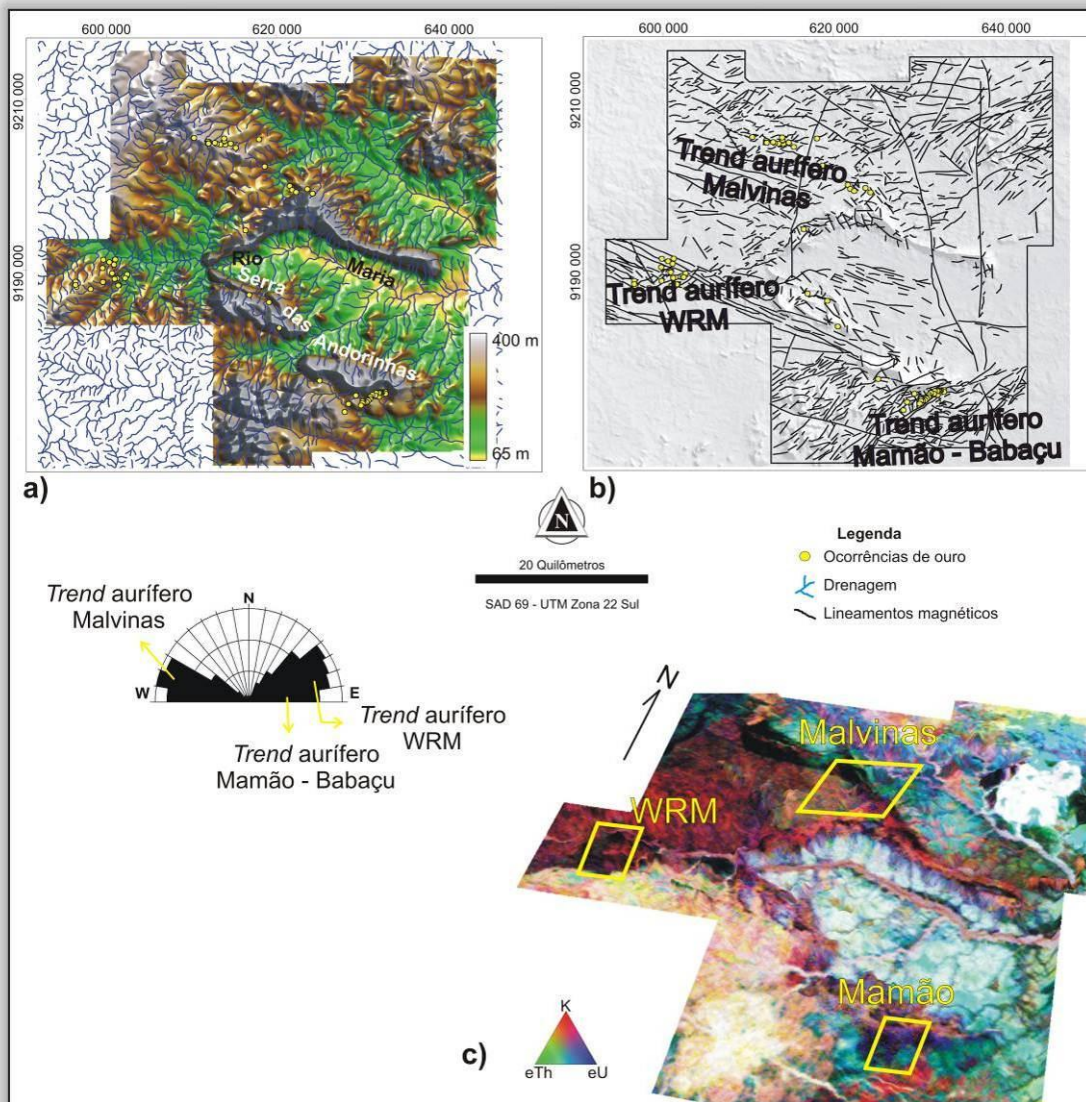 600 000 620 000 640 000
600 000 620 000 640 000
9210 000
9190 000
Rio
Maria
Serra
das
Andorinhas
400 m
65 m
a)
9210 000
9190 000
Trend aurífero
Malvinas
Trend aurífero
WRM
Trend aurífero
Mamão - Babaçu
b)
N
20 Quilômetros
SAD 69 - UTM Zona 22 Sul
Legenda
Ocorrências de ouro
Drenagem
Lineamentos magnéticos
Trend aurífero
Malvinas
N
W
E
Trend aurífero
WRM
Trend aurífero
Mamão - Babaçu
N
Malvinas
WRM
Mamão
K
eTh eU
c)